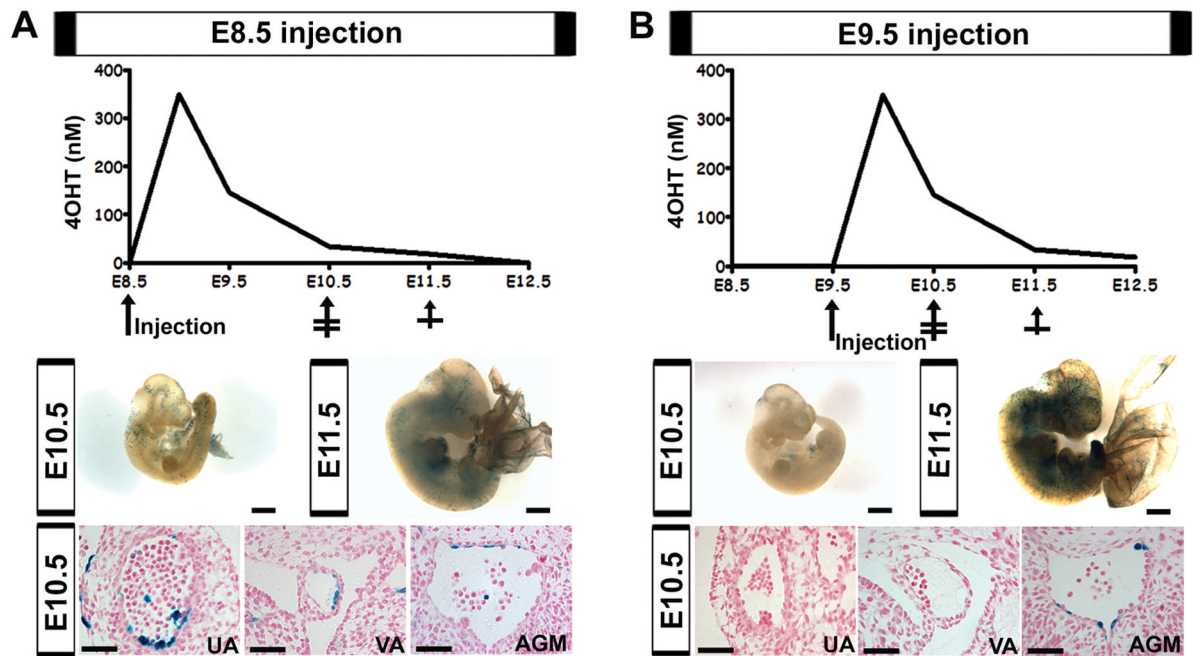 A
E8.5 injection
400
300
200
100
0
4OHT (nM)
E8.5 E9.5 E10.5 E11.5 E12.5
Injection
E10.5
E11.5
E10.5
UA
VA
AGM
B
E9.5 injection
400
300
200
100
0
4OHT (nM)
E8.5 E9.5 E10.5 E11.5 E12.5
Injection
E10.5
E11.5
E10.5
UA
VA
AGM